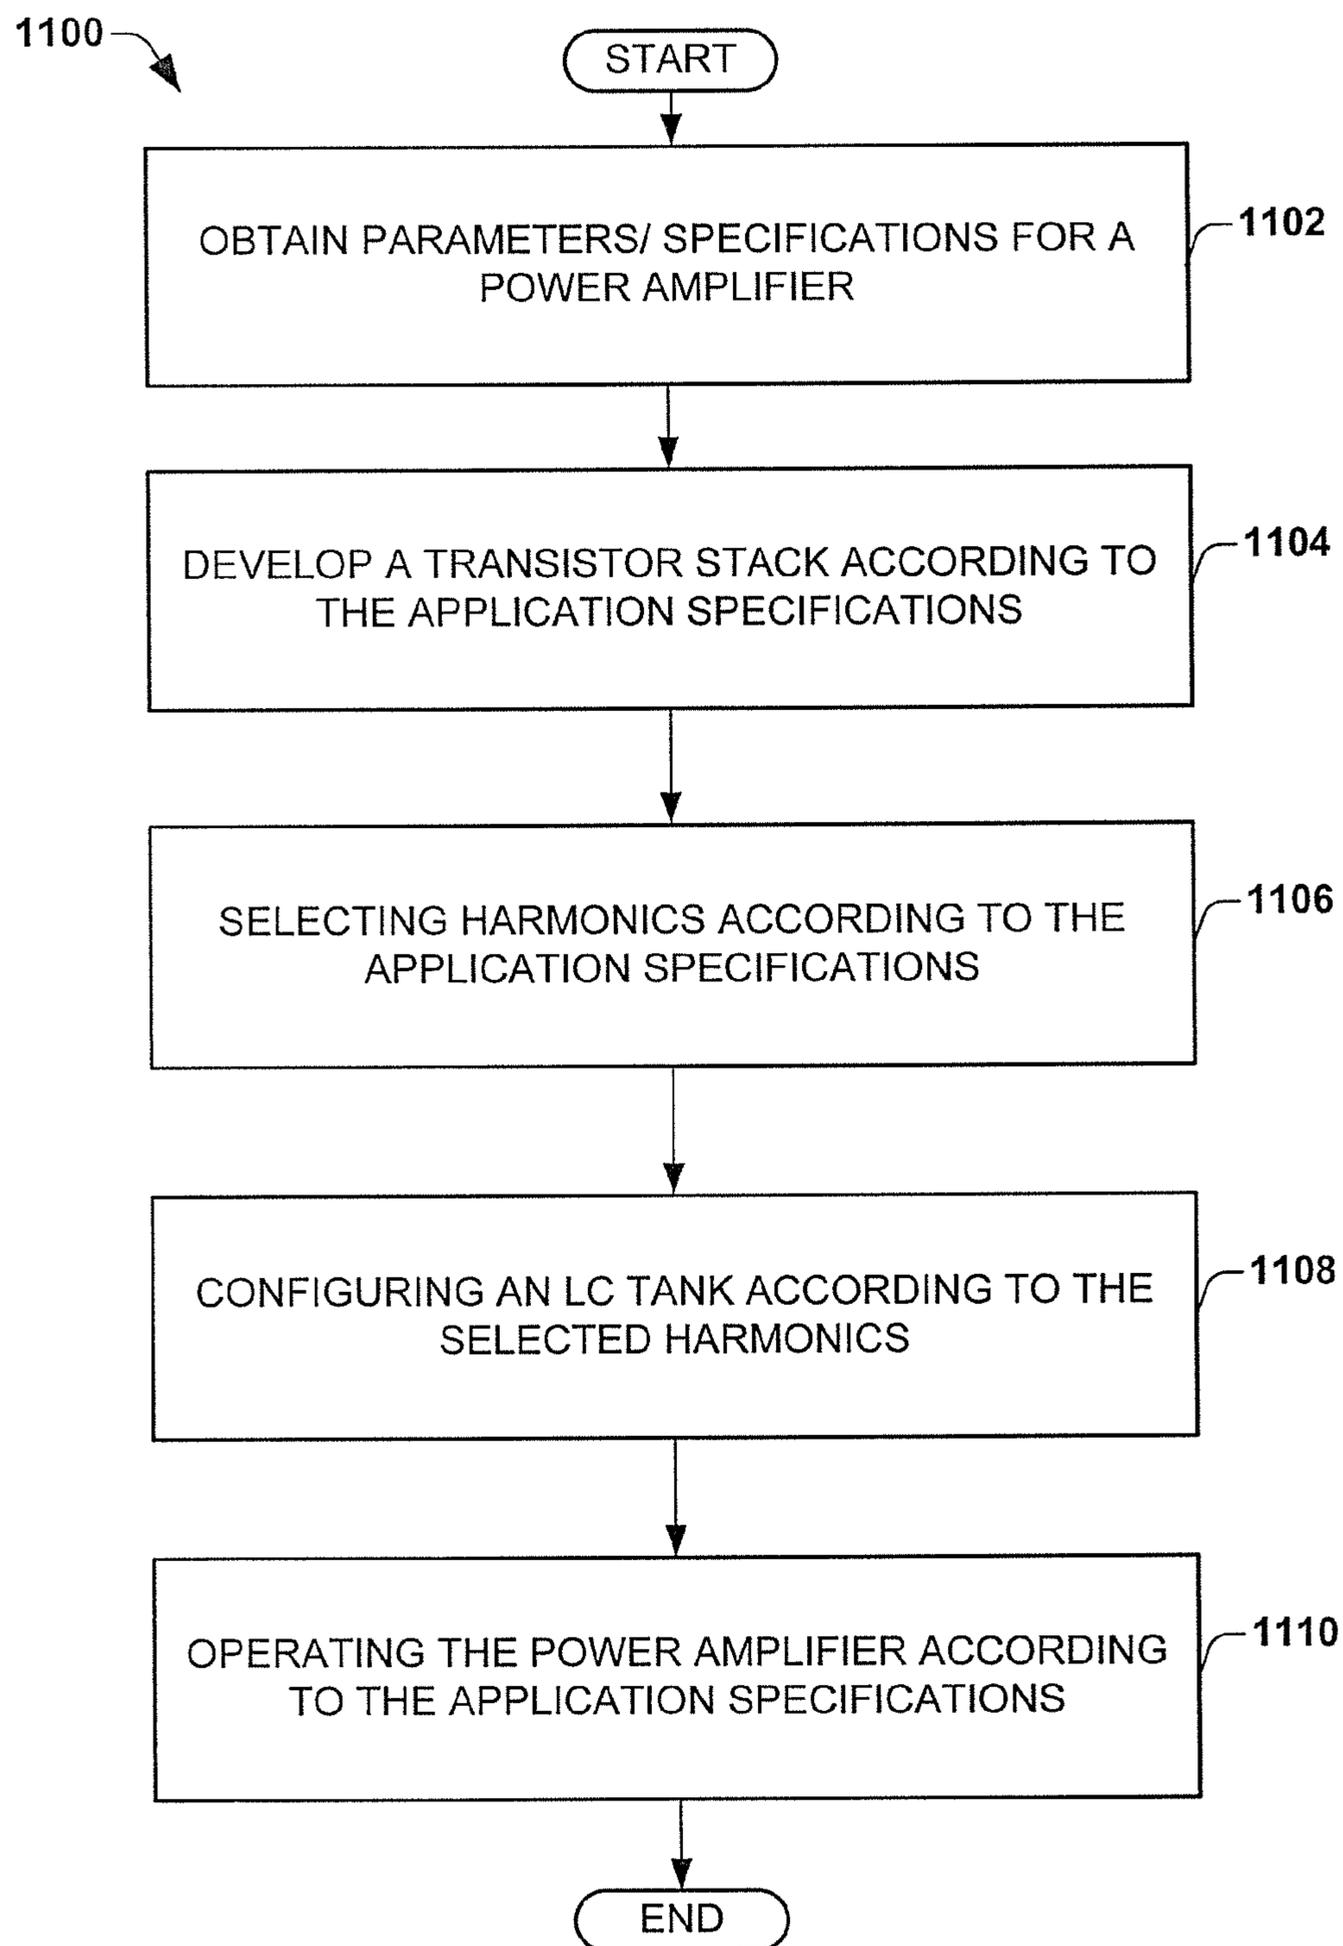 1100
START
OBTAIN PARAMETERS/ SPECIFICATIONS FOR A
POWER AMPLIFIER
1102
DEVELOP A TRANSISTOR STACK ACCORDING TO
THE APPLICATION SPECIFICATIONS
1104
SELECTING HARMONICS ACCORDING TO THE
APPLICATION SPECIFICATIONS
1106
CONFIGURING AN LC TANK ACCORDING TO THE
SELECTED HARMONICS
1108
OPERATING THE POWER AMPLIFIER ACCORDING
TO THE APPLICATION SPECIFICATIONS
1110
END